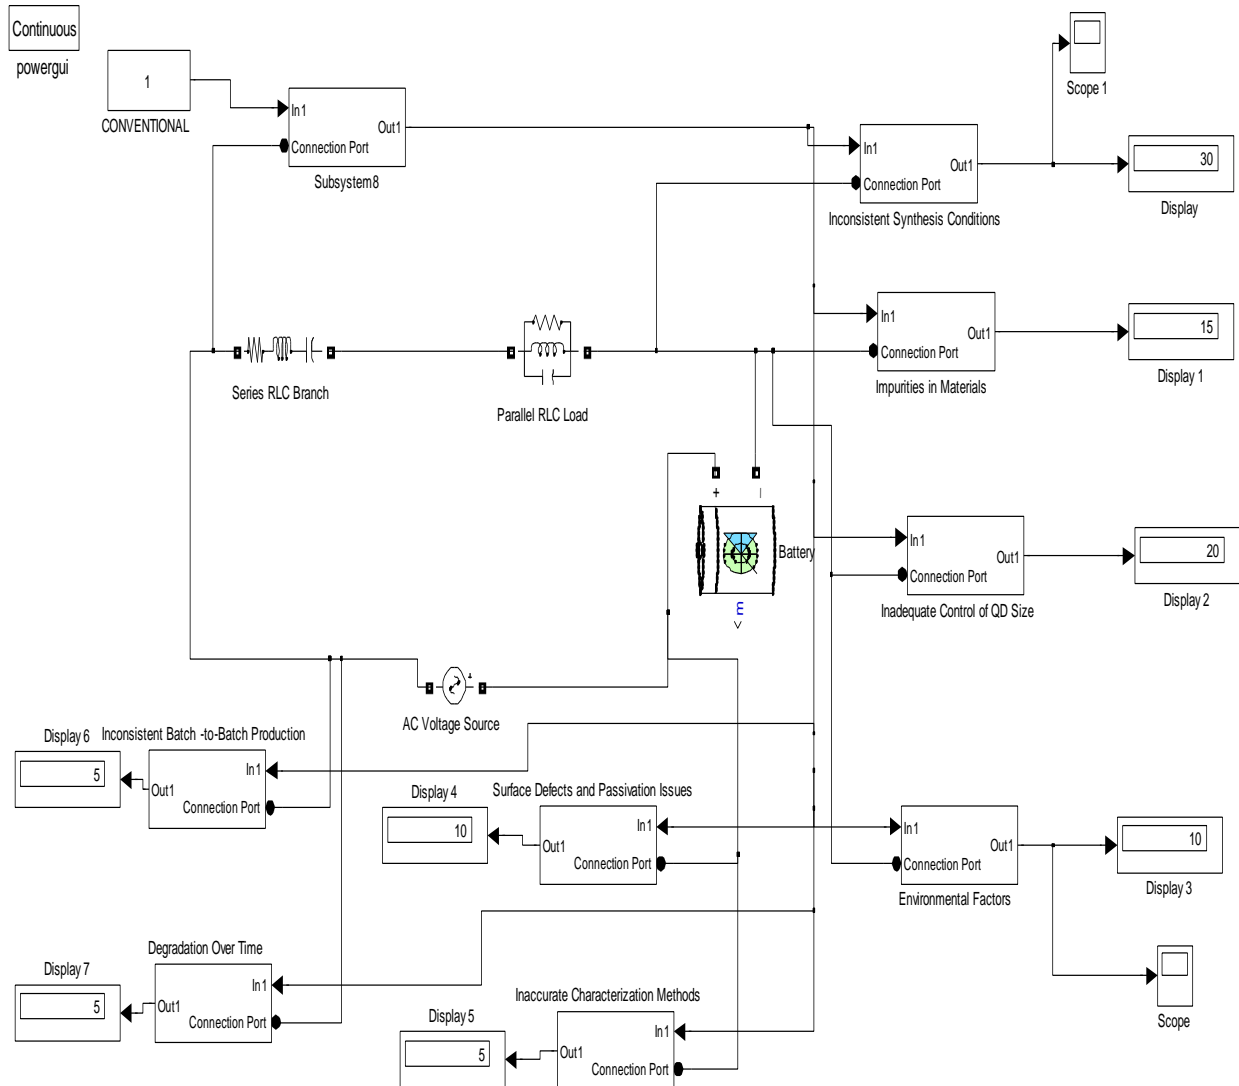 Continuous
powergui
1
CONVENTIONAL
In1
Connection Port
Out1
Subsystem8
Scope 1
In1
Connection Port
Out1
Inconsistent Synthesis Conditions
30
Display
In1
Connection Port
Out1
Impurities in Materials
15
Display 1
Series RLC Branch
Parallel RLC Load
+
Battery
m
In1
Connection Port
Out1
Inadequate Control of QD Size
20
Display 2
AC Voltage Source
Display 6
5
Inconsistent Batch -to-Batch Production
In1
Out1
Connection Port
Display 4
10
Surface Defects and Passivation Issues
In1
Out1
Connection Port
In1
Connection Port
Out1
Environmental Factors
10
Display 3
Display 7
5
Degradation Over Time
In1
Out1
Connection Port
Display 5
5
Inaccurate Characterization Methods
In1
Out1
Connection Port
Scope